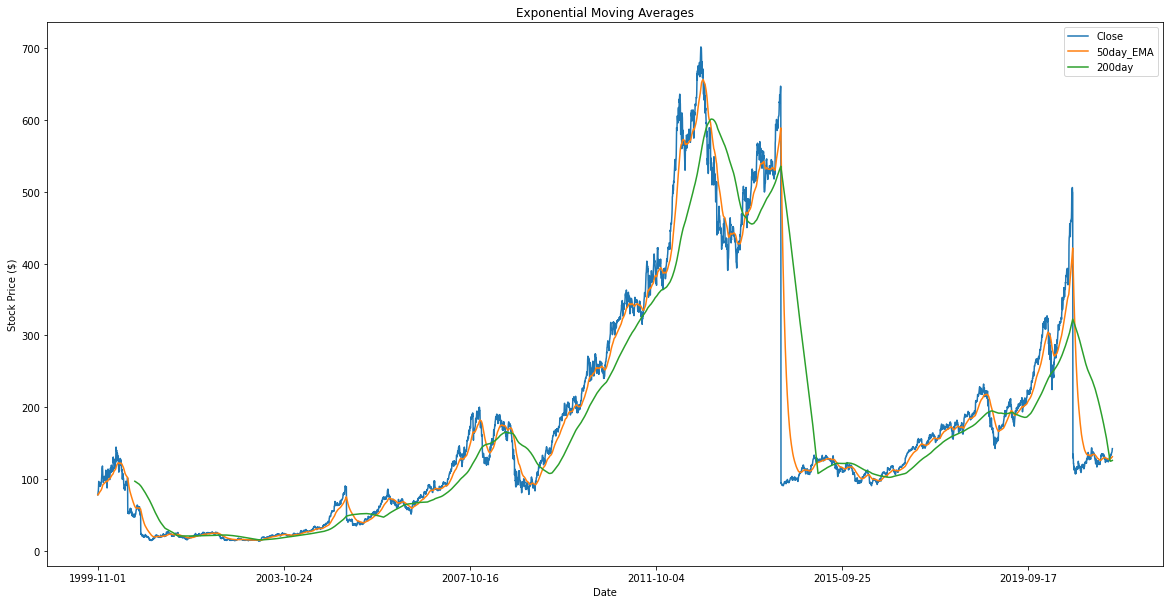 Exponential Moving Averages
Close
50day_EMA
200day
Stock Price ($)
700
600
500
400
300
200
100
0
1999-11-01
2003-10-24
2007-10-16
2011-10-04
2015-09-25
2019-09-17
Date